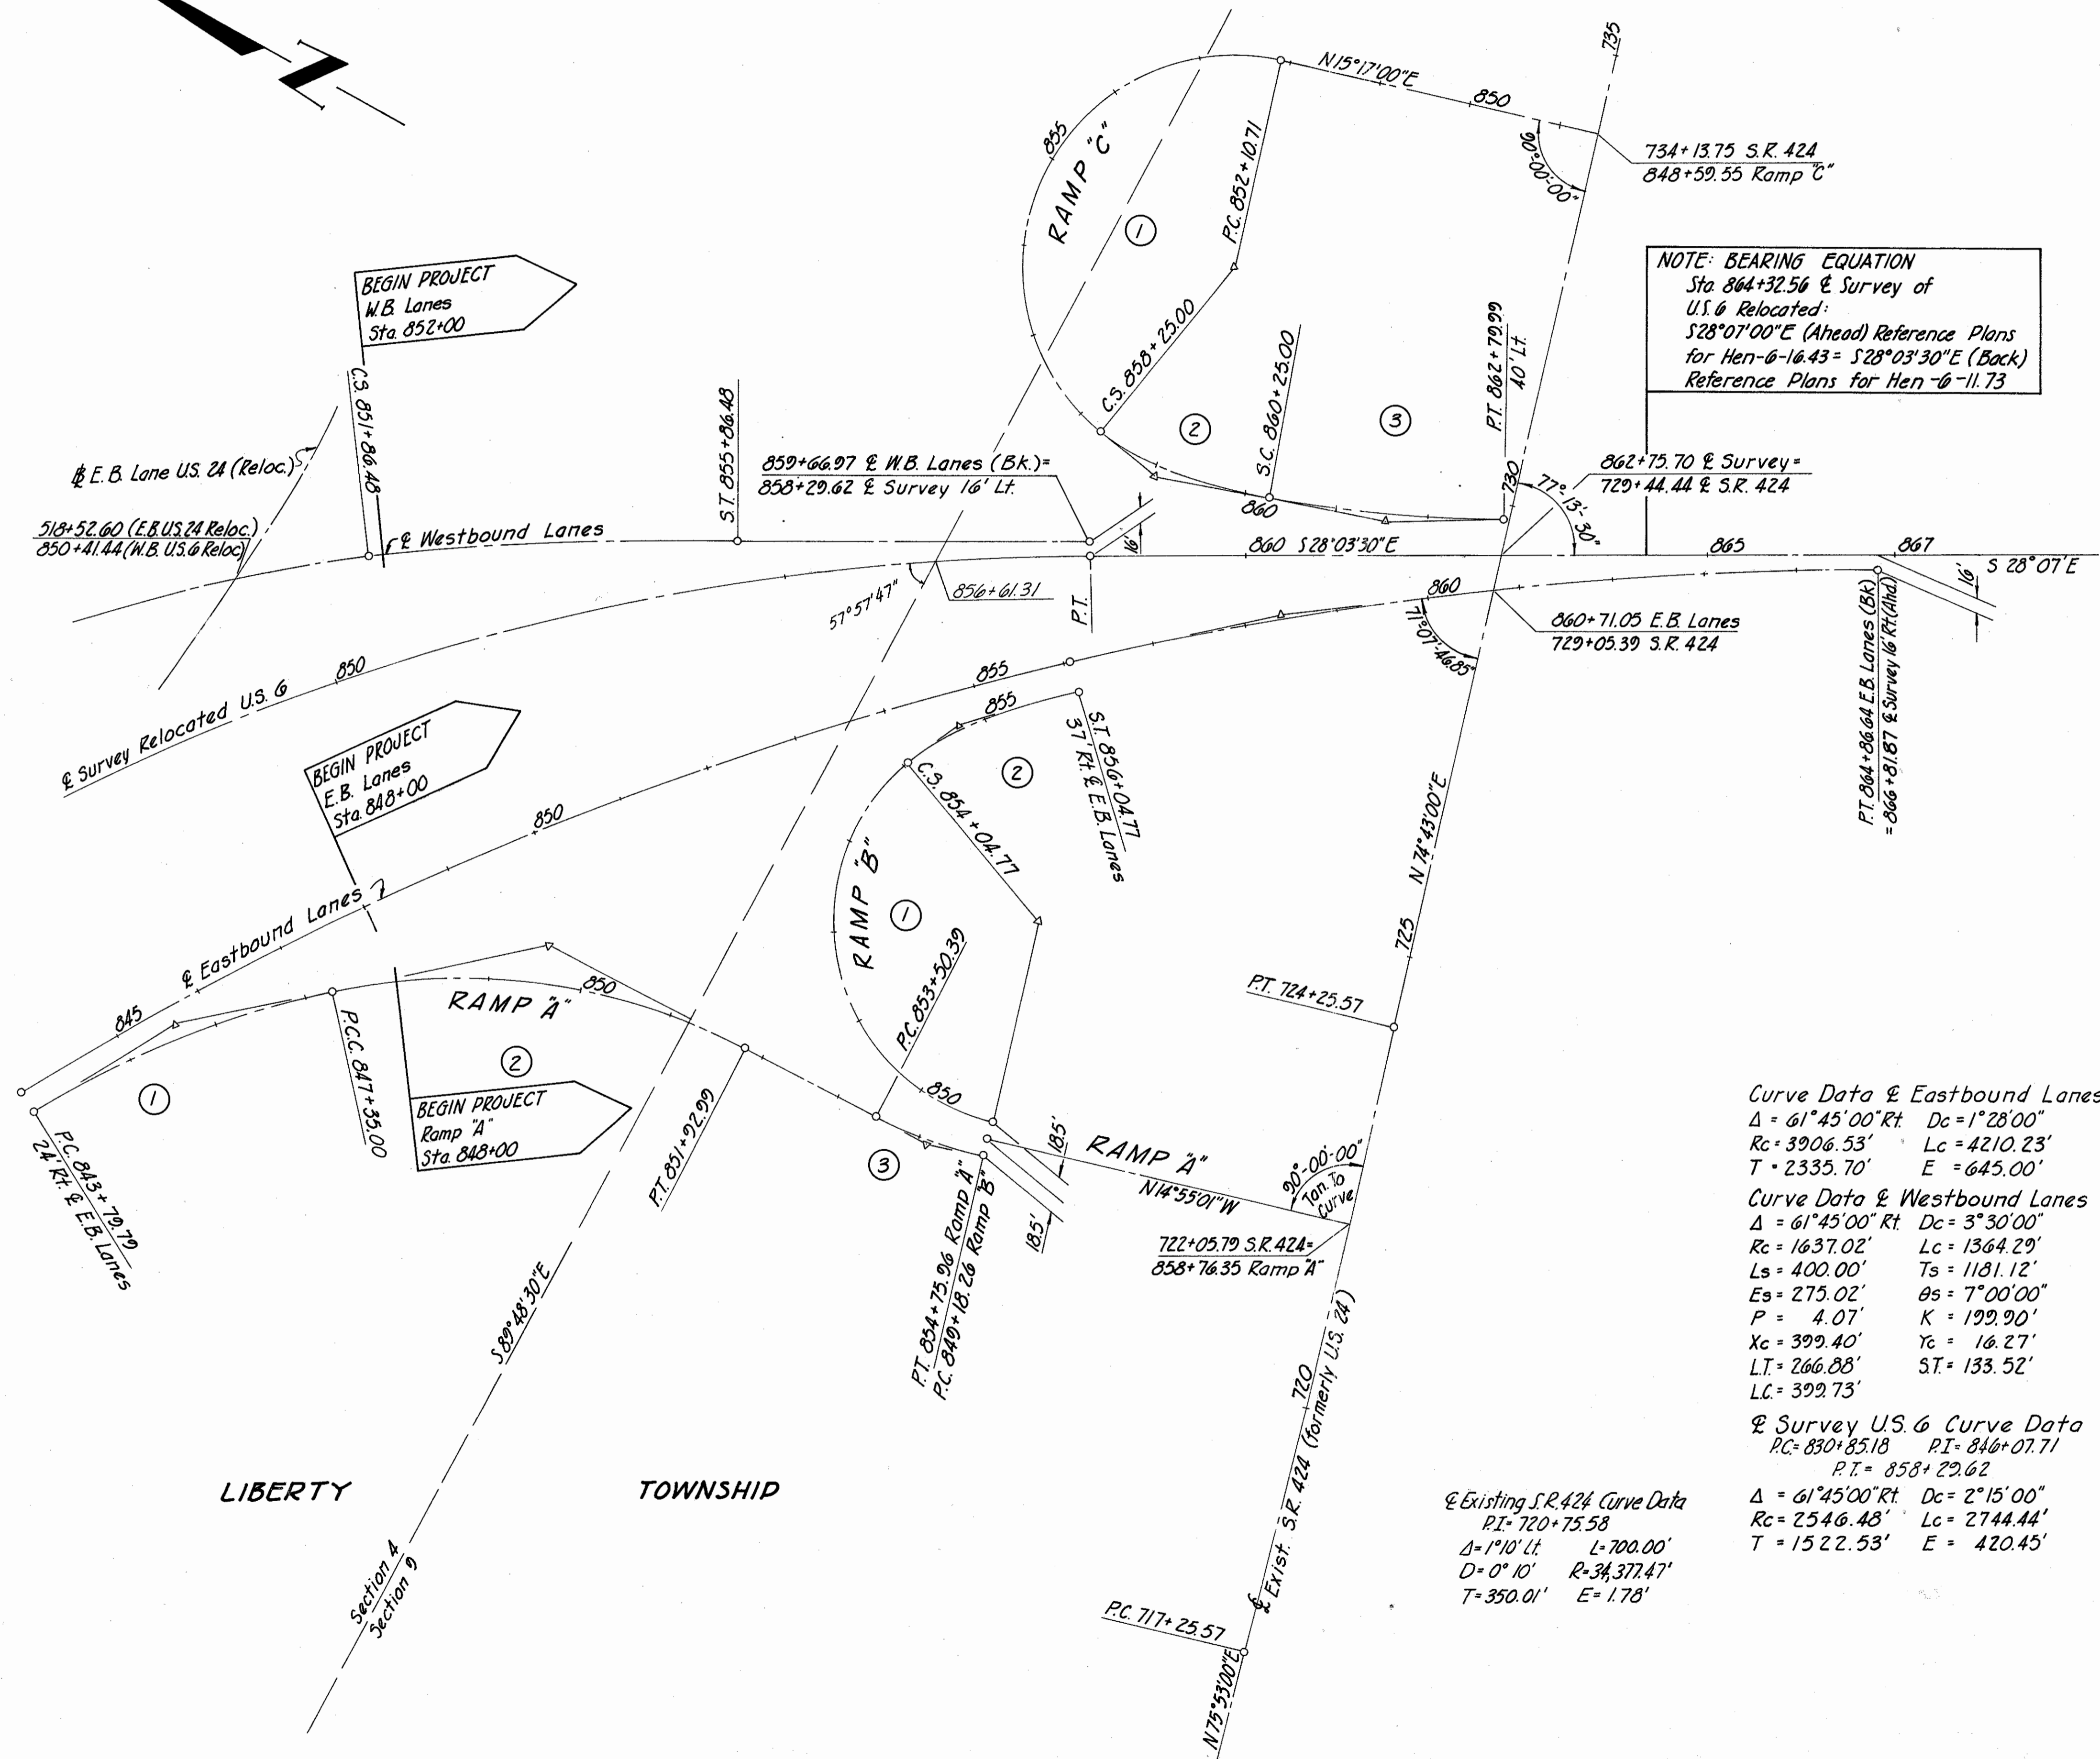 Z
735
N15°17'00"E
850
855
RAMP "C"
1
P.C. 852+10.71
90°-00'-00"
734+13.75 S.R. 424
848+59.55 Ramp "C"
BEGIN PROJECT
W.B. Lanes
Sta. 852+00
NOTE: BEARING EQUATION
Sta. 864+32.56 ℄ Survey of
U.S. 6 Relocated:
S28°07'00"E (Ahead) Reference Plans
for Hen-6-16.43 = S28°03'30"E (Back)
Reference Plans for Hen-6-11.73
C.S. 858+25.00
S.C. 860+25.00
P.T. 862+79.99
40' Lt.
2
3
C.S. 851+86.48
S.T. 855+86.48
℄ E.B. Lane U.S. 24 (Reloc.)
859+66.97 ℄ W.B. Lanes (Bk.)=
858+29.62 ℄ Survey 16' Lt.
862+75.70 ℄ Survey =
729+44.44 ℄ S.R. 424
730
77°-13'-30"
518+52.60 (E.B.U.S.24 Reloc.)
850+41.44 (W.B. U.S.6 Reloc)
℄ Westbound Lanes
16'
860
860 S28°03'30"E
865
867
S 28°07'E
16'
57°57'47"
856+61.31
P.T.
860
71°-07'-46.85"
860+71.05 E.B. Lanes
729+05.39 S.R. 424
P.T. 864+86.64 E.B. Lanes (Bk)
=866+81.87 ℄ Survey 16' Rt.(Ahd)
℄ Survey Relocated U.S. 6
850
855
855
S.T. 856+04.77
37' Rt. ℄ E.B. Lanes
BEGIN PROJECT
E.B. Lanes
Sta. 848+00
850
C.S. 854+04.77
2
RAMP "B"
1
N 74°43'00"E
725
℄ Eastbound Lanes
845
RAMP "A"
850
P.C. 853+50.39
P.T. 724+25.57
P.C.C. 847+35.00
2
1
BEGIN PROJECT
Ramp "A"
Sta. 848+00
P.C. 843+79.79
24' Rt. ℄ E.B. Lanes
P.T. 851+92.99
850
3
18.5'
18.5'
RAMP "A"
N14°55'01"W
90°-00'-00"
Tan. To
Curve
P.T. 854+75.96 Ramp "A"
P.C. 849+18.26 Ramp "B"
722+05.79 S.R. 424=
858+76.35 Ramp "A"
S89°48'30"E
720
℄ Exist. S.R. 424 (formerly U.S. 24)
LIBERTY TOWNSHIP
Section 4
Section 9
P.C. 717+25.57
N75°53'00"E
℄ Existing S.R. 424 Curve Data
P.I.= 720+75.58
Δ=1°10' Lt. L=700.00'
D=0°10' R=34,377.47'
T=350.01' E=1.78'
Curve Data ℄ Eastbound Lanes
Δ = 61°45'00" Rt. Dc = 1°28'00"
Rc = 3906.53' Lc = 4210.23'
T = 2335.70' E = 645.00'
Curve Data ℄ Westbound Lanes
Δ = 61°45'00" Rt. Dc = 3°30'00"
Rc = 1637.02' Lc = 1364.29'
Ls = 400.00' Ts = 1181.12'
Es = 275.02' θs = 7°00'00"
P = 4.07' K = 199.90'
Xc = 399.40' Yc = 16.27'
L.T. = 266.88' S.T. = 133.52'
L.C. = 399.73'
℄ Survey U.S. 6 Curve Data
P.C.= 830+85.18 P.I= 846+07.71
P.T. = 858+29.62
Δ = 61°45'00" Rt. Dc = 2°15'00"
Rc = 2546.48' Lc = 2744.44'
T = 1522.53' E = 420.45'